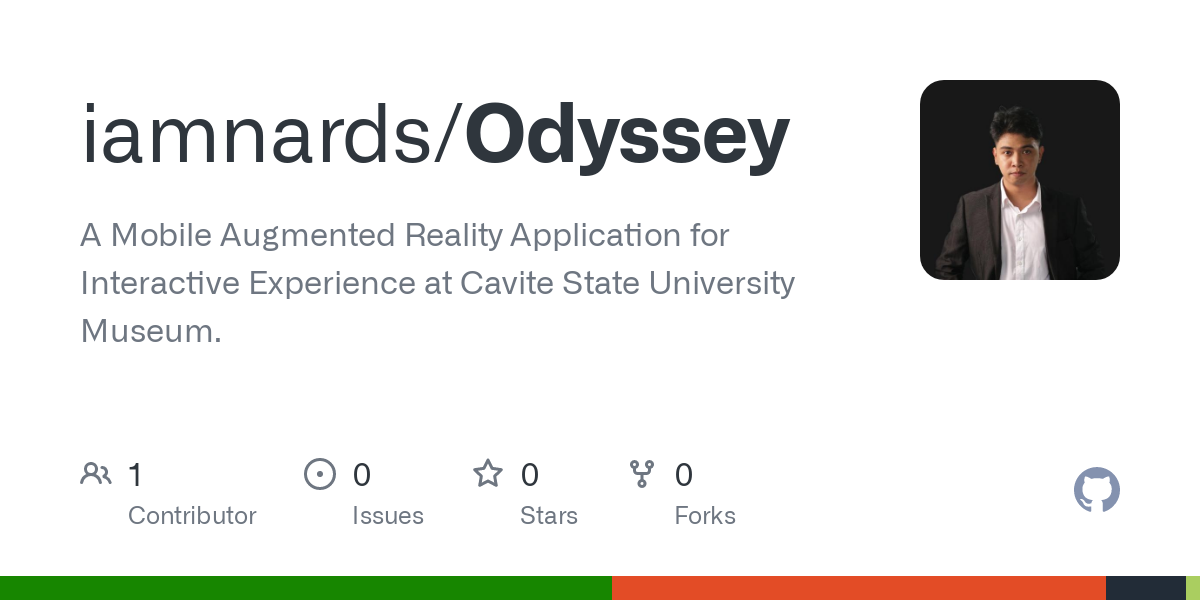 iamnards/Odyssey
A Mobile Augmented Reality Application for
Interactive Experience at Cavite State University
Museum.
1 0 0 0
Contributor Issues Stars Forks